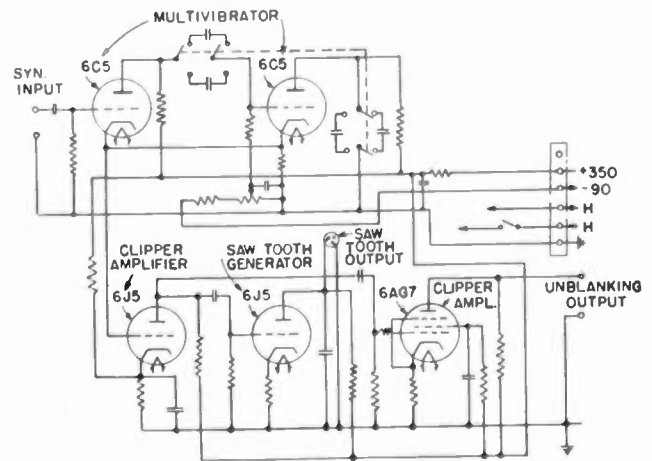 MULTIVIBRATOR
6C5
6C5
SYN.
INPUT
+350
-90
H
H
CLIPPER
AMPLIFIER
6J5
SAW TOOTH
GENERATOR
6J5
SAW
TOOTH
OUTPUT
6AG7
CLIPPER
AMPL.
UNBLANKING
OUTPUT